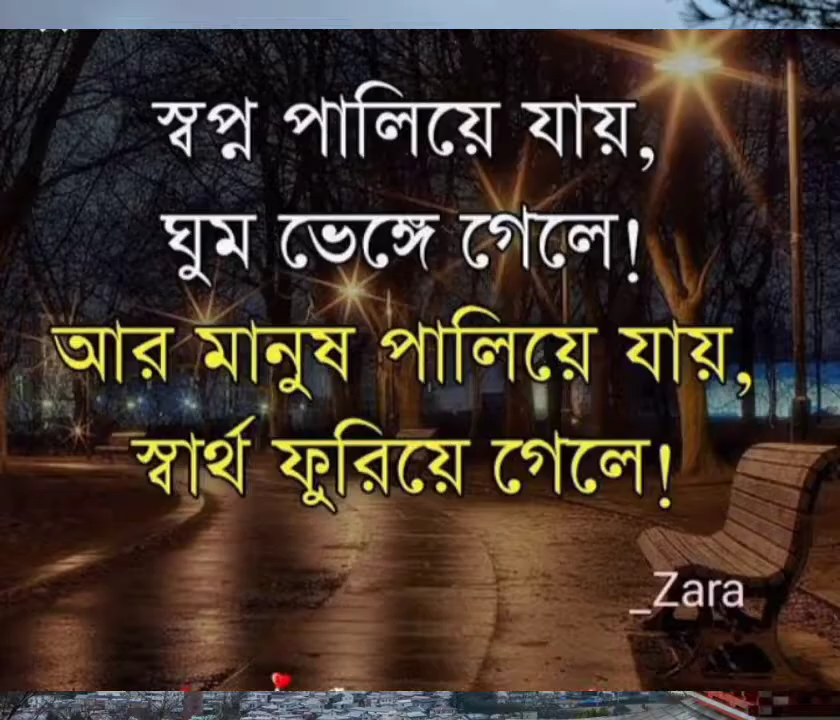 স্বপ্ন পালিয়ে যায়,
ঘুম ভেঙ্গে গেলে!
আর মানুষ পালিয়ে যায়,
স্বার্থ ফুরিয়ে গেলে!
_Zara